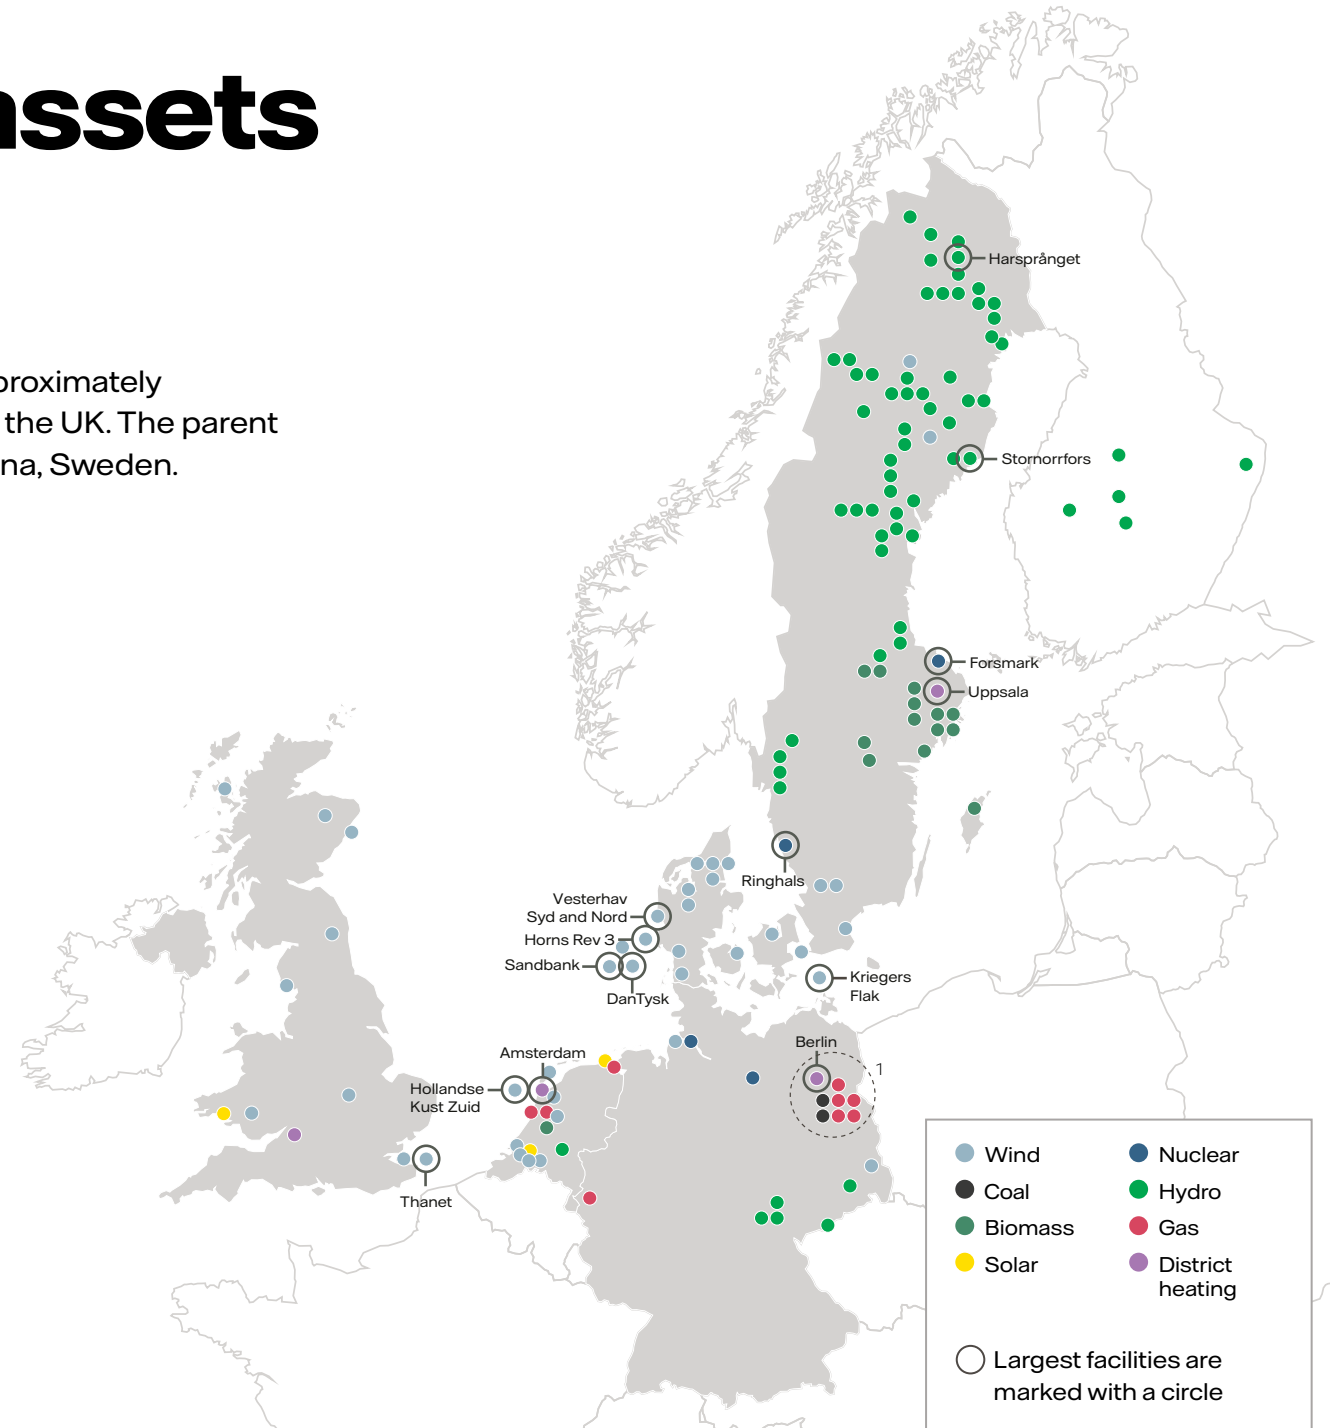 assets
proximately
the UK. The parent
na, Sweden.
Harsprånget
Stornorrfors
Forsmark
Uppsala
Ringhals
Vesterhav
Syd and Nord
Horns Rev 3
Sandbank
DanTysk
Kriegers
Flak
Berlin
1
Amsterdam
Hollandse
Kust Zuid
Thanet
Wind
Nuclear
Coal
Hydro
Biomass
Gas
Solar
District
heating
Largest facilities are
marked with a circle